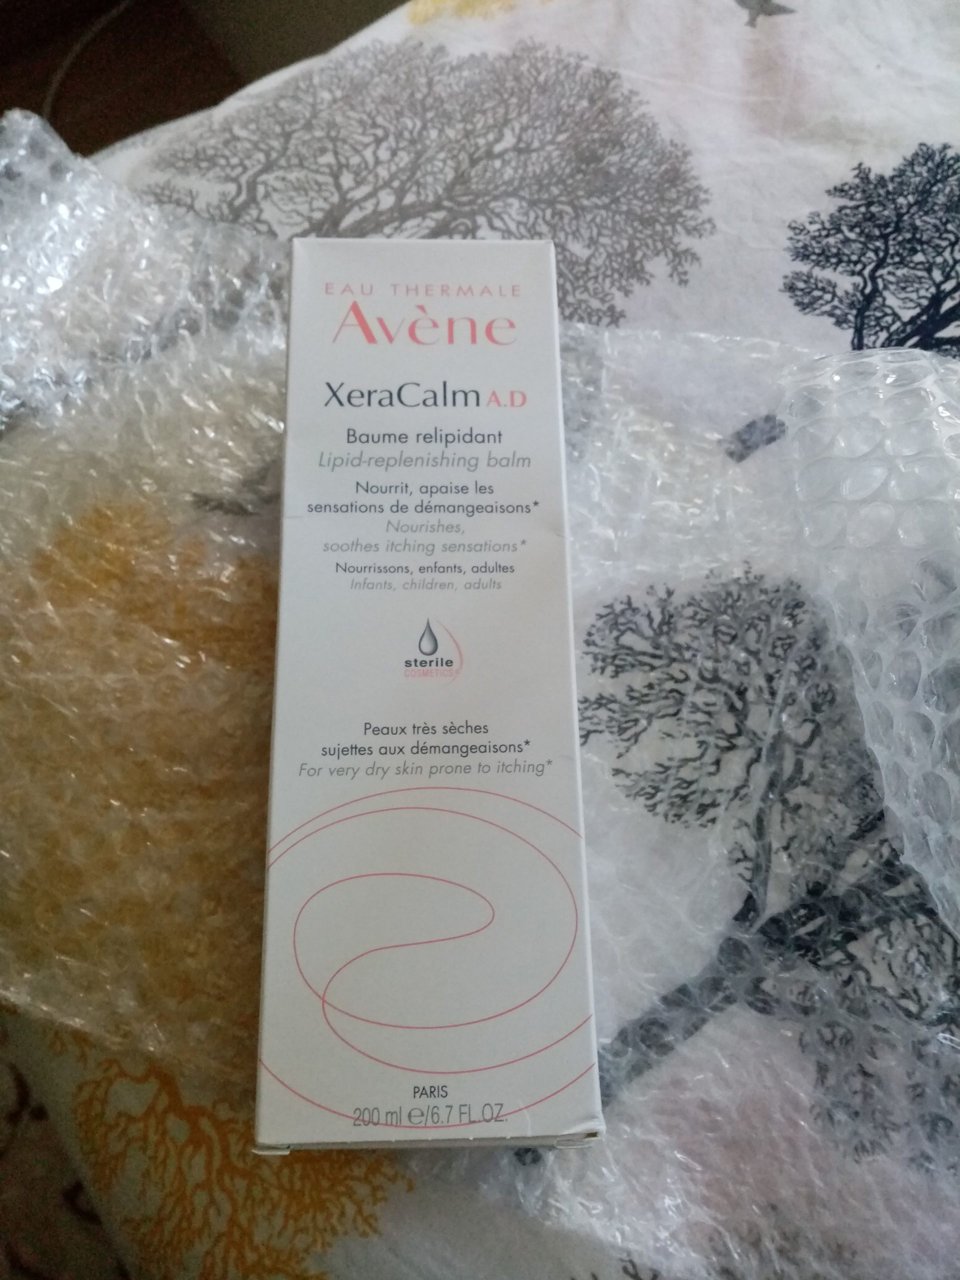 EAU THERMALE
Avène
XeraCalm A.D
Baume relipidant
Lipid-replenishing balm
Nourrit, apaise les
sensations de démangeaisons*
Nourishes,
soothes itching sensations*
Nourrissons, enfants, adultes
Infants, children, adults
sterile
COSMETICS
Peaux très sèches
sujettes aux démangeaisons*
For very dry skin prone to itching*
PARIS
200 ml ℮/6.7 FL.OZ.